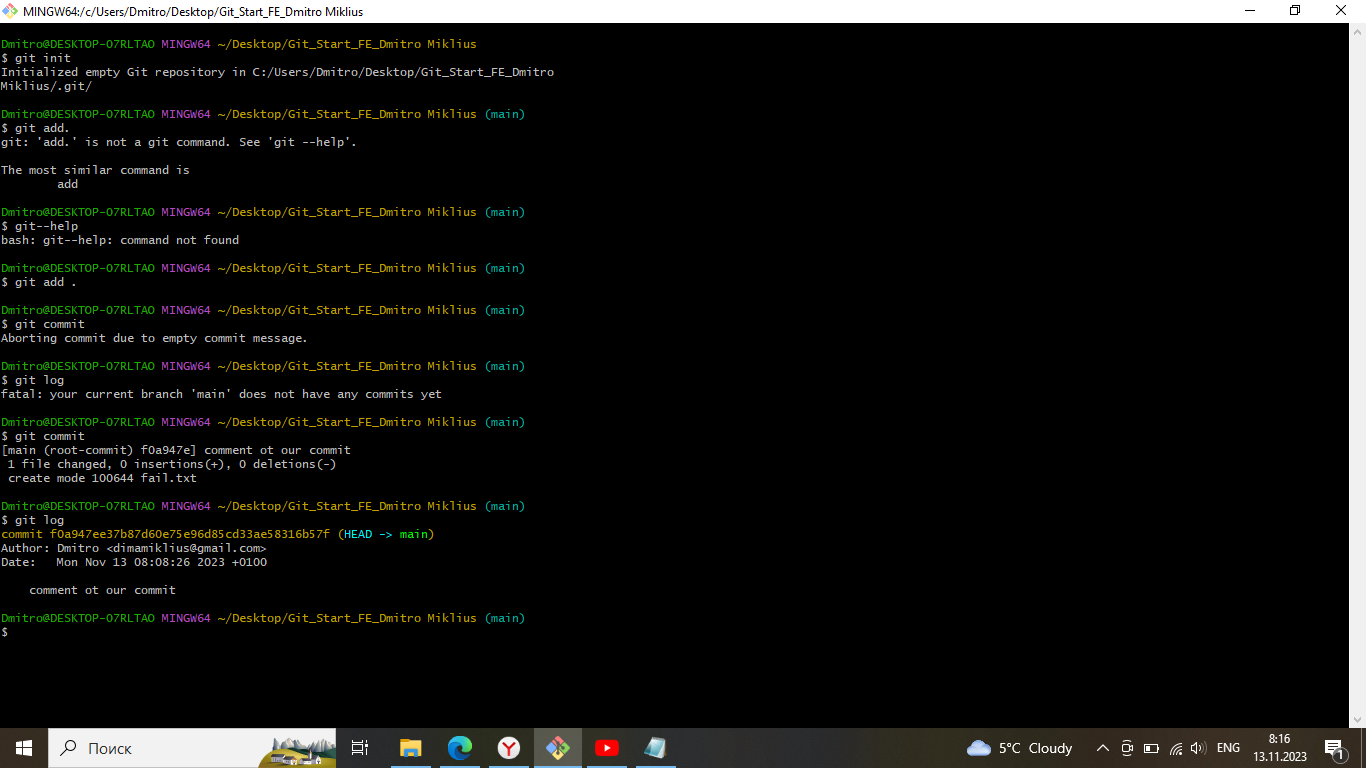 MINGW64:/c/Users/Dmitro/Desktop/Git_Start_FE_Dmitro Miklius
Dmitro@DESKTOP-O7RLTAO MINGW64 ~/Desktop/Git_Start_FE_Dmitro Miklius
$ git init
Initialized empty Git repository in C:/Users/Dmitro/Desktop/Git_Start_FE_Dmitro
Miklius/.git/
Dmitro@DESKTOP-O7RLTAO MINGW64 ~/Desktop/Git_Start_FE_Dmitro Miklius (main)
$ git add.
git: 'add.' is not a git command. See 'git --help'.
The most similar command is
add
Dmitro@DESKTOP-O7RLTAO MINGW64 ~/Desktop/Git_Start_FE_Dmitro Miklius (main)
$ git--help
bash: git--help: command not found
Dmitro@DESKTOP-O7RLTAO MINGW64 ~/Desktop/Git_Start_FE_Dmitro Miklius (main)
$ git add .
Dmitro@DESKTOP-O7RLTAO MINGW64 ~/Desktop/Git_Start_FE_Dmitro Miklius (main)
$ git commit
Aborting commit due to empty commit message.
Dmitro@DESKTOP-O7RLTAO MINGW64 ~/Desktop/Git_Start_FE_Dmitro Miklius (main)
$ git log
fatal: your current branch 'main' does not have any commits yet
Dmitro@DESKTOP-O7RLTAO MINGW64 ~/Desktop/Git_Start_FE_Dmitro Miklius (main)
$ git commit
[main (root-commit) f0a947e] comment ot our commit
1 file changed, 0 insertions(+), 0 deletions(-)
create mode 100644 fail.txt
Dmitro@DESKTOP-O7RLTAO MINGW64 ~/Desktop/Git_Start_FE_Dmitro Miklius (main)
$ git log
commit f0a947ee37b87d60e75e96d85cd33ae58316b57f (HEAD -> main)
Author: Dmitro <dimamiklius@gmail.com>
Date:   Mon Nov 13 08:08:26 2023 +0100
comment ot our commit
Dmitro@DESKTOP-O7RLTAO MINGW64 ~/Desktop/Git_Start_FE_Dmitro Miklius (main)
$
Поиск
5°C Cloudy
ENG
8:16
13.11.2023
1